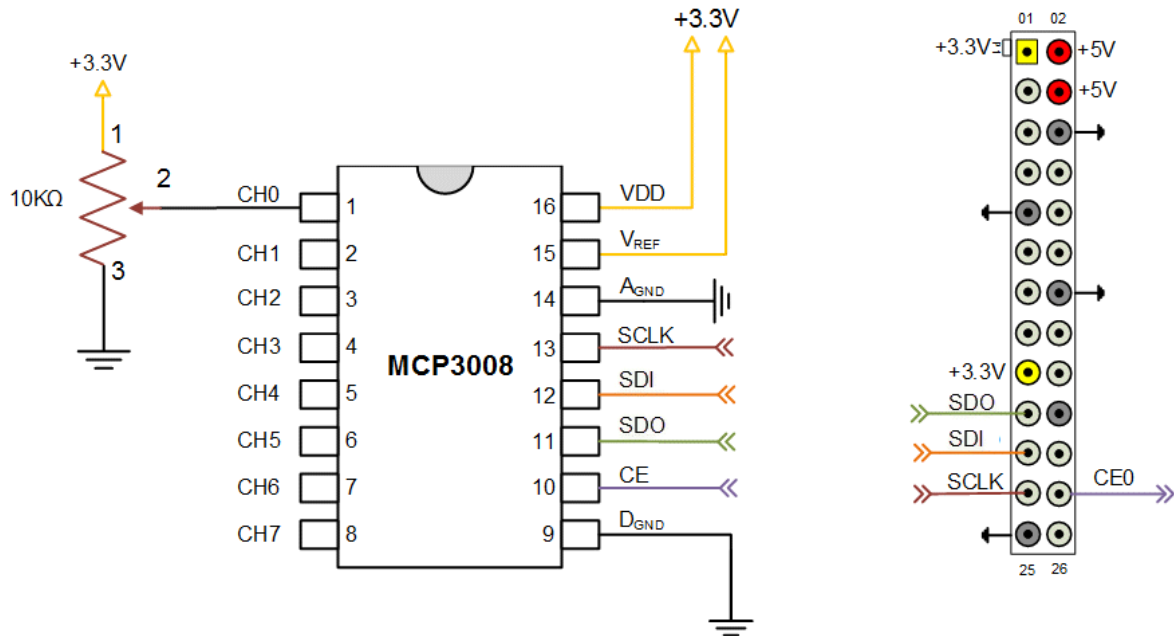 +3.3V
1
10KΩ
2
3
+3.3V
CH0
CH1
CH2
CH3
CH4
CH5
CH6
CH7
1
2
3
4
5
6
7
8
MCP3008
16
15
14
13
12
11
10
9
VDD
VREF
AGND
SCLK
SDI
SDO
CE
DGND
01 02
+3.3V +5V
+5V
+3.3V
SDO
SDI
SCLK CE0
25 26